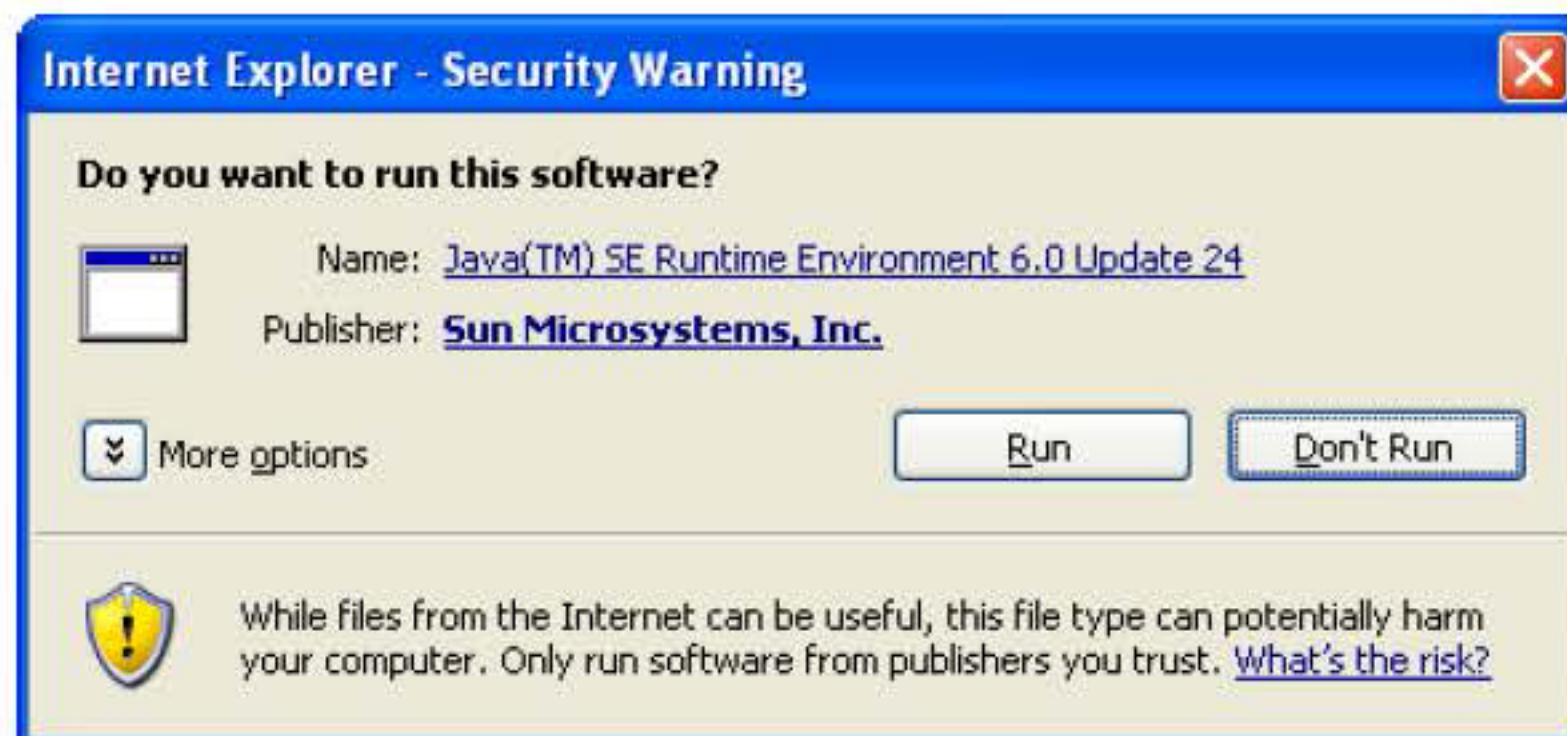 Internet Explorer - Security Warning
Do you want to run this software?
Name: Java(TM) SE Runtime Environment 6.0 Update 24
Publisher: Sun Microsystems, Inc.
More options Run Don't Run
While files from the Internet can be useful, this file type can potentially harm
your computer. Only run software from publishers you trust. What's the risk?